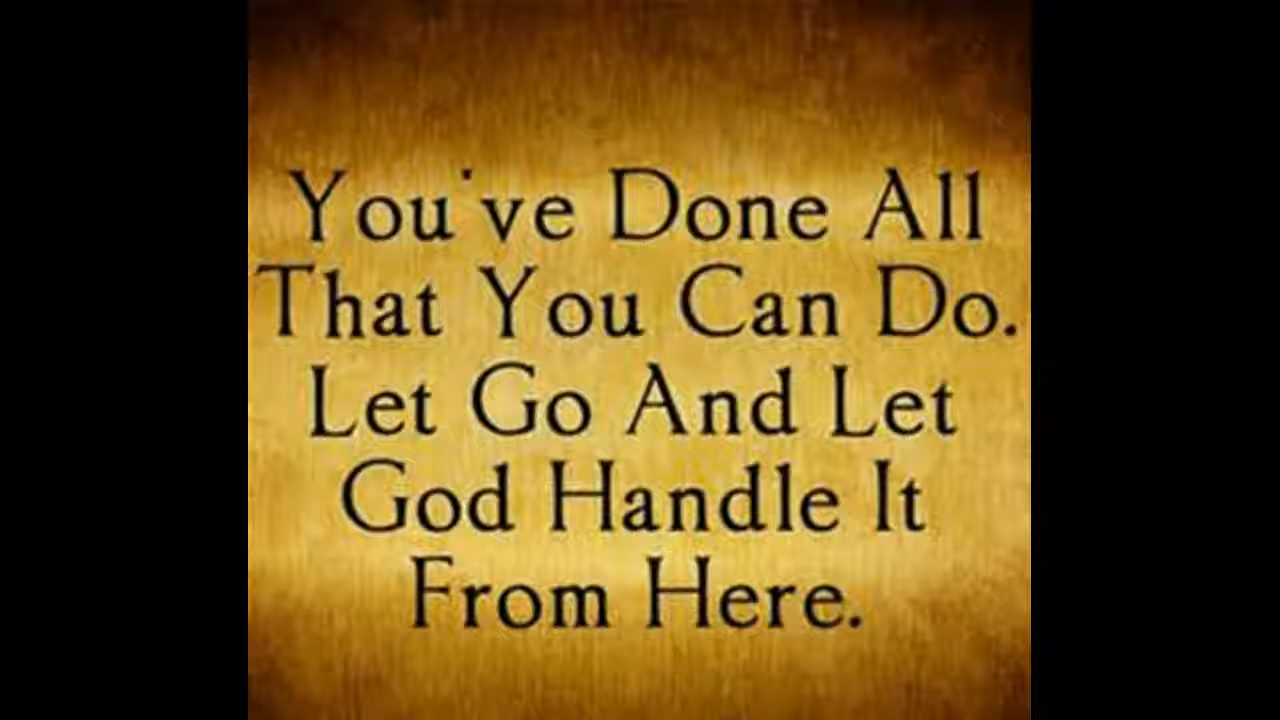 You've Done All
That You Can Do.
Let Go And Let
God Handle It
From Here.